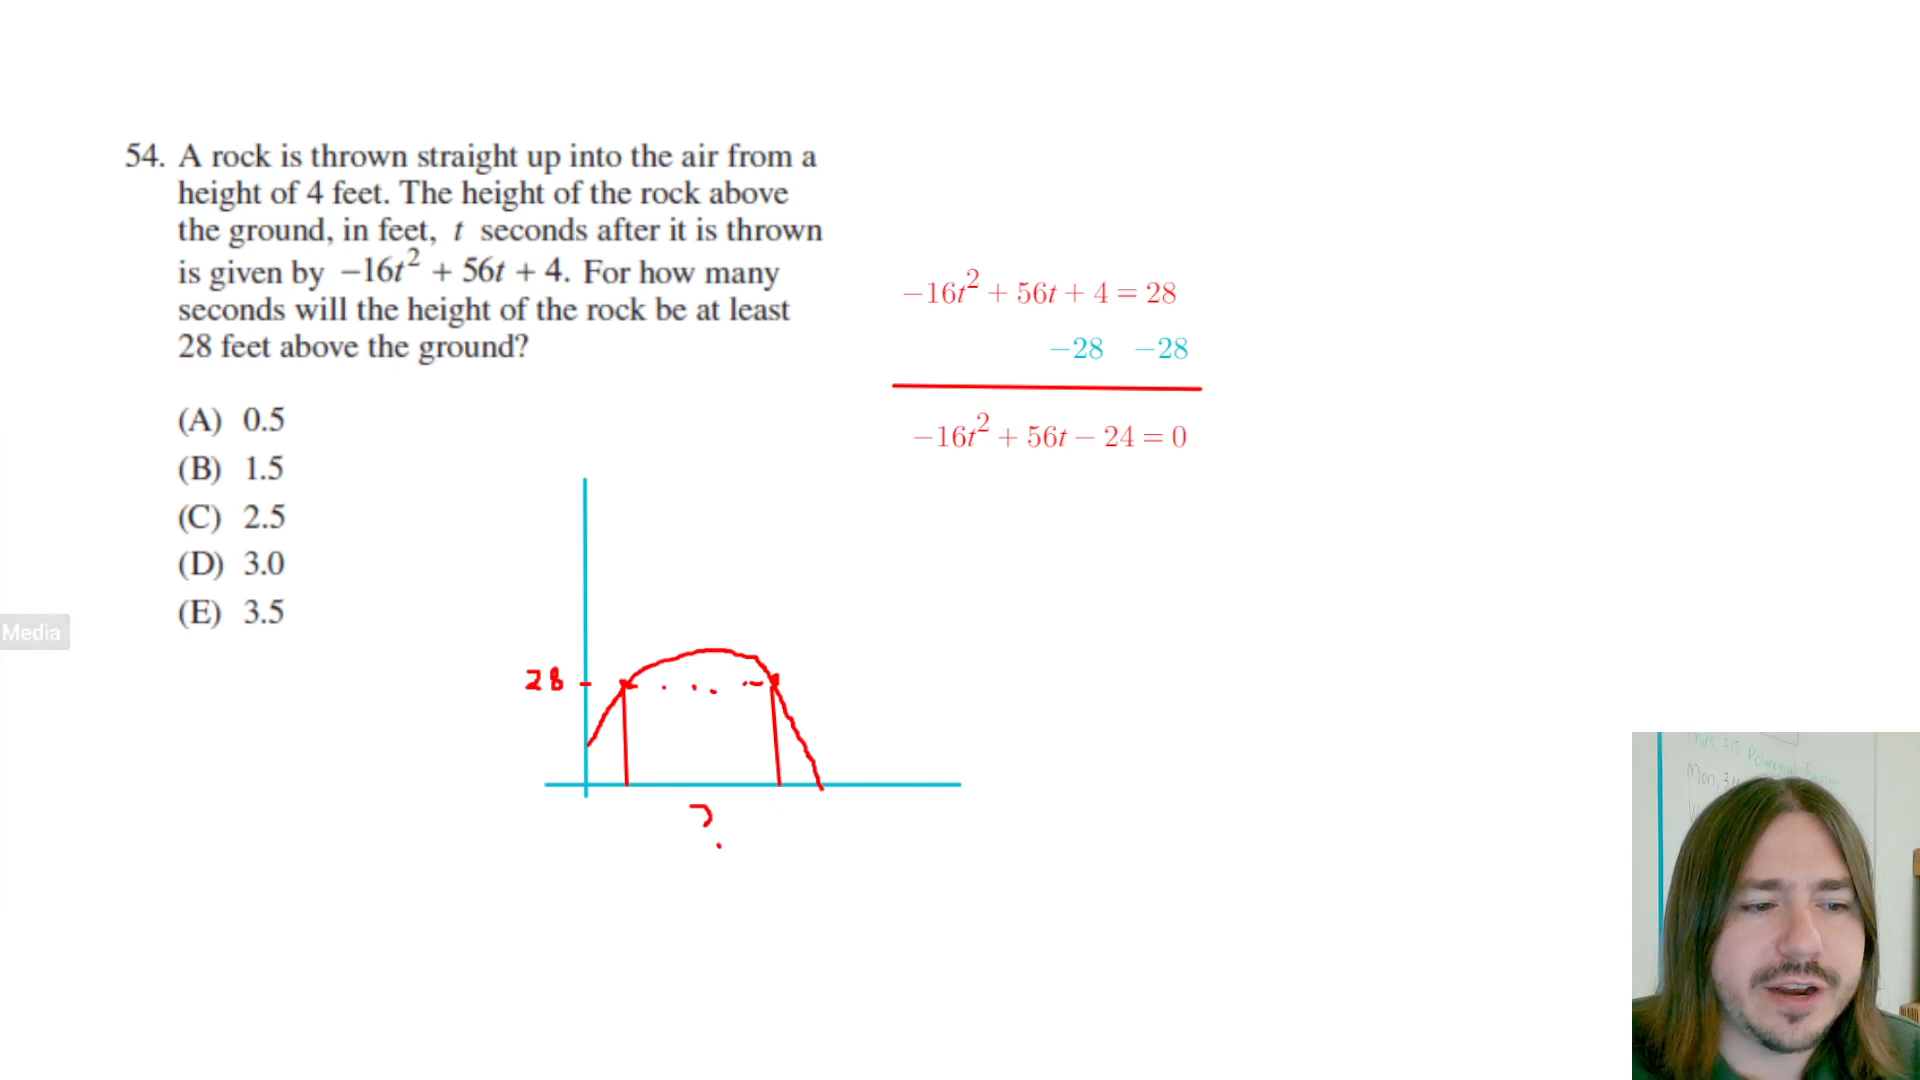 54. A rock is thrown straight up into the air from a
height of 4 feet. The height of the rock above
the ground, in feet, t seconds after it is thrown
is given by −16t² + 56t + 4. For how many
seconds will the height of the rock be at least
28 feet above the ground?
(A) 0.5
(B) 1.5
(C) 2.5
(D) 3.0
(E) 3.5
−16t² + 56t + 4 = 28
−28 −28
−16t² + 56t − 24 = 0
28
?
Media
Mon,